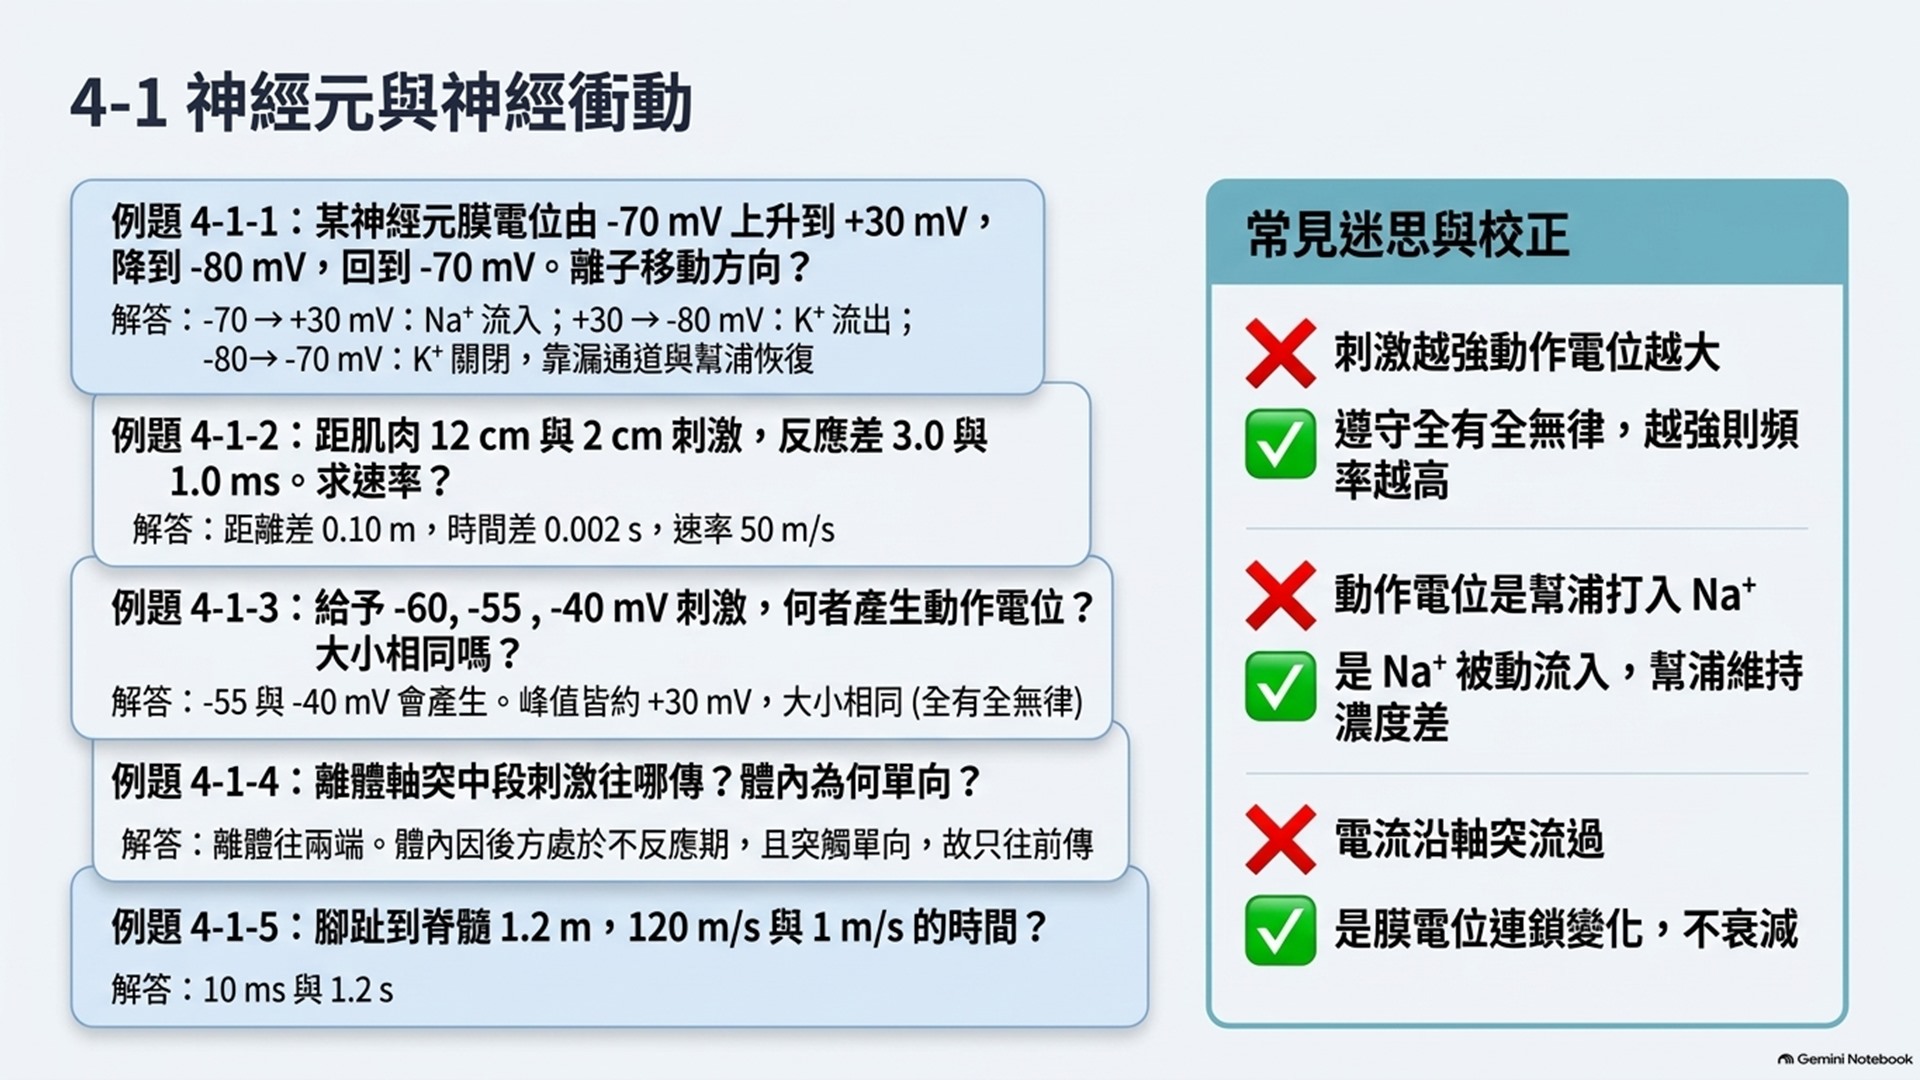 4-1 神經元與神經衝動
例題 4-1-1：某神經元膜電位由 -70 mV 上升到 +30 mV，
降到 -80 mV，回到 -70 mV。離子移動方向？
解答：-70 → +30 mV：Na⁺ 流入；+30 → -80 mV：K⁺ 流出；
-80→ -70 mV：K⁺ 關閉，靠漏通道與幫浦恢復
例題 4-1-2：距肌肉 12 cm 與 2 cm 刺激，反應差 3.0 與
1.0 ms。求速率？
解答：距離差 0.10 m，時間差 0.002 s，速率 50 m/s
例題 4-1-3：給予 -60, -55 , -40 mV 刺激，何者產生動作電位？
大小相同嗎？
解答：-55 與 -40 mV 會產生。峰值皆約 +30 mV，大小相同 (全有全無律)
例題 4-1-4：離體軸突中段刺激往哪傳？體內為何單向？
解答：離體往兩端。體內因後方處於不反應期，且突觸單向，故只往前傳
例題 4-1-5：腳趾到脊髓 1.2 m，120 m/s 與 1 m/s 的時間？
解答：10 ms 與 1.2 s
常見迷思與校正
刺激越強動作電位越大
遵守全有全無律，越強則頻
率越高
動作電位是幫浦打入 Na⁺
是 Na⁺ 被動流入，幫浦維持
濃度差
電流沿軸突流過
是膜電位連鎖變化，不衰減
Gemini Notebook